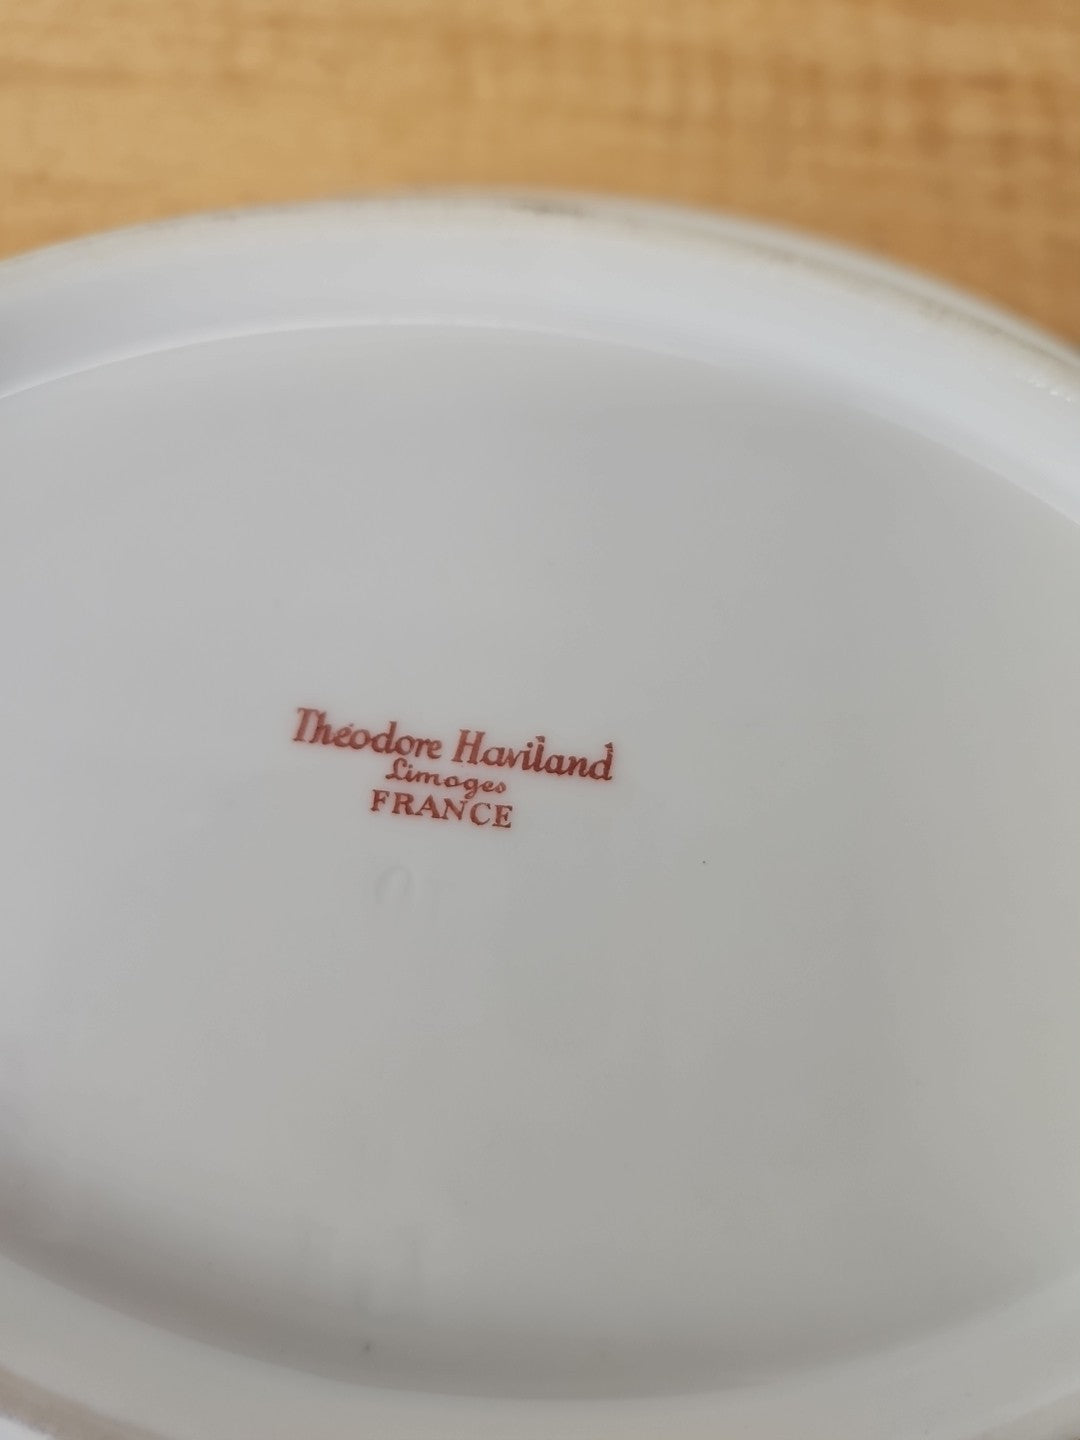 Théodore Haviland
Limoges
FRANCE